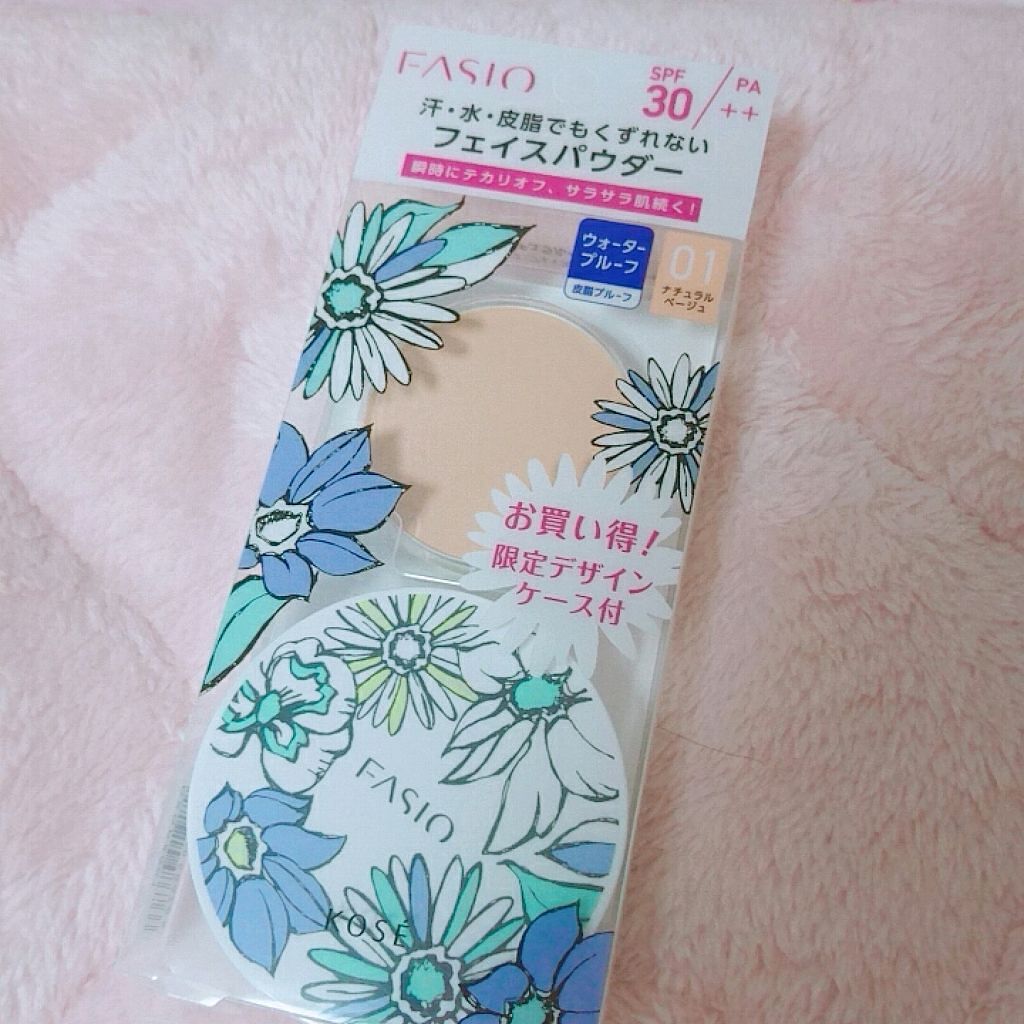 FASIO
SPF
30
PA
++
汗・水・皮脂でもくずれない
フェイスパウダー
瞬時にテカリオフ、サラサラ肌続く!
ウォーター
プルーフ
皮脂プルーフ
01
ナチュラル
ベージュ
お買い得!
限定デザイン
ケース付
FASIO
KOSÉ